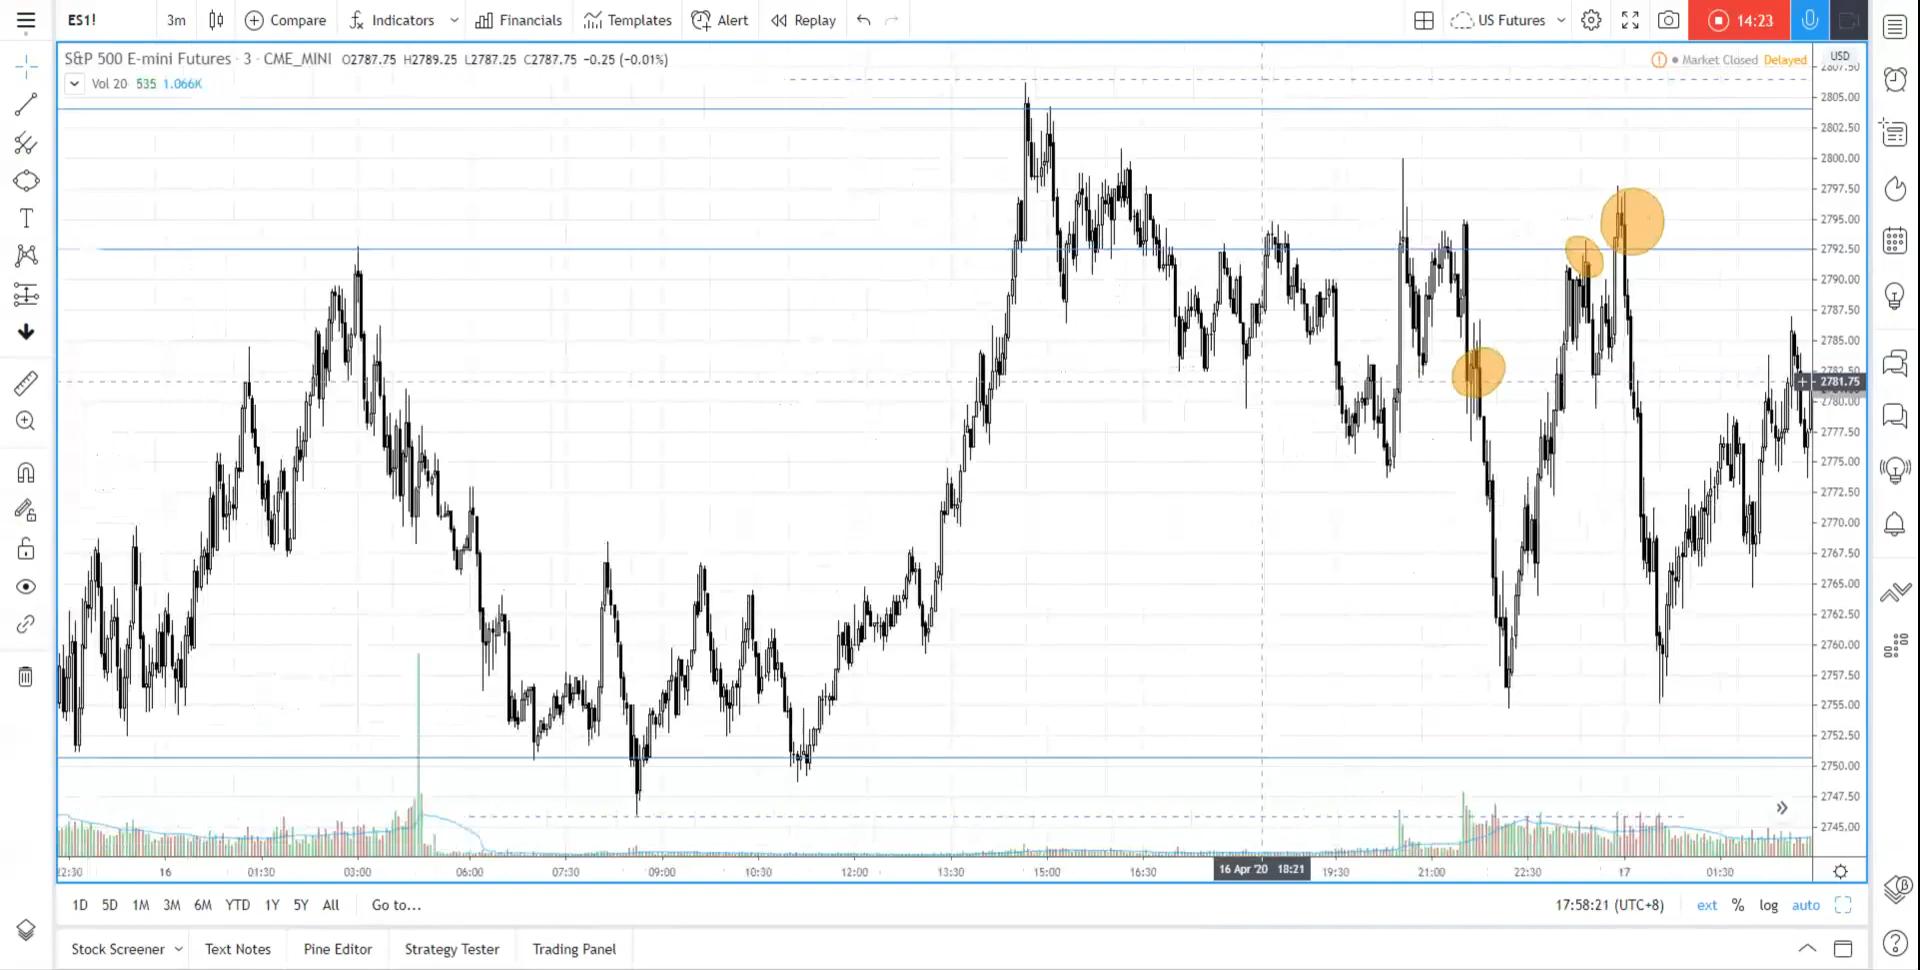 ES1!
3m
Compare
Indicators
Financials
Templates
Alert
Replay
US Futures
14:23
S&P 500 E-mini Futures · 3 · CME_MINI O2787.75 H2789.25 L2787.25 C2787.75 −0.25 (−0.01%)
Market Closed Delayed
USD
Vol 20 535 1.066K
2807.50
2805.00
2802.50
2800.00
2797.50
2795.00
2792.50
2790.00
2787.50
2785.00
2782.50
2781.75
2780.00
2777.50
2775.00
2772.50
2770.00
2767.50
2765.00
2762.50
2760.00
2757.50
2755.00
2752.50
2750.00
2747.50
2745.00
22:30 16 01:30 03:00 06:00 07:30 09:00 10:30 12:00 13:30 15:00 16:30 16 Apr '20 18:21 19:30 21:00 22:30 17 01:30
1D 5D 1M 3M 6M YTD 1Y 5Y All Go to... 17:58:21 (UTC+8) ext % log auto
Stock Screener Text Notes Pine Editor Strategy Tester Trading Panel